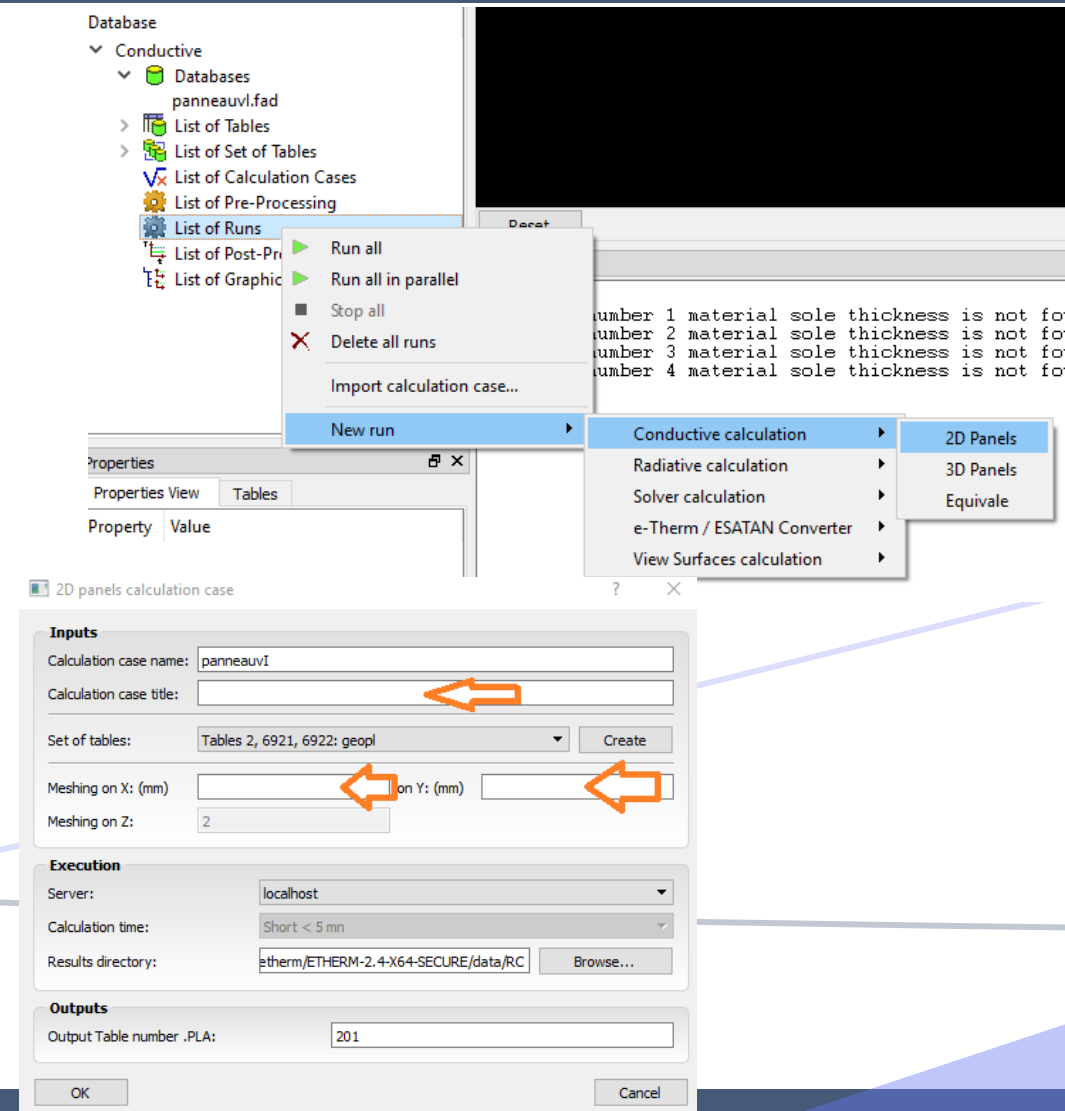 Database
Conductive
Databases
panneauvl.fad
List of Tables
List of Set of Tables
List of Calculation Cases
List of Pre-Processing
List of Runs
List of Post-Pr
List of Graphic
Reset
Run all
Run all in parallel
Stop all
Delete all runs
Import calculation case...
New run
umber 1 material sole thickness is not fo
umber 2 material sole thickness is not fo
umber 3 material sole thickness is not fo
umber 4 material sole thickness is not fo
Conductive calculation
Radiative calculation
Solver calculation
e-Therm / ESATAN Converter
View Surfaces calculation
2D Panels
3D Panels
Equivale
Properties
Properties View Tables
Property Value
2D panels calculation case ?
Inputs
Calculation case name: panneauvI
Calculation case title:
Set of tables: Tables 2, 6921, 6922: geopl Create
Meshing on X: (mm) on Y: (mm)
Meshing on Z: 2
Execution
Server: localhost
Calculation time: Short < 5 mn
Results directory: etherm/ETHERM-2.4-X64-SECURE/data/RC Browse...
Outputs
Output Table number .PLA: 201
OK Cancel